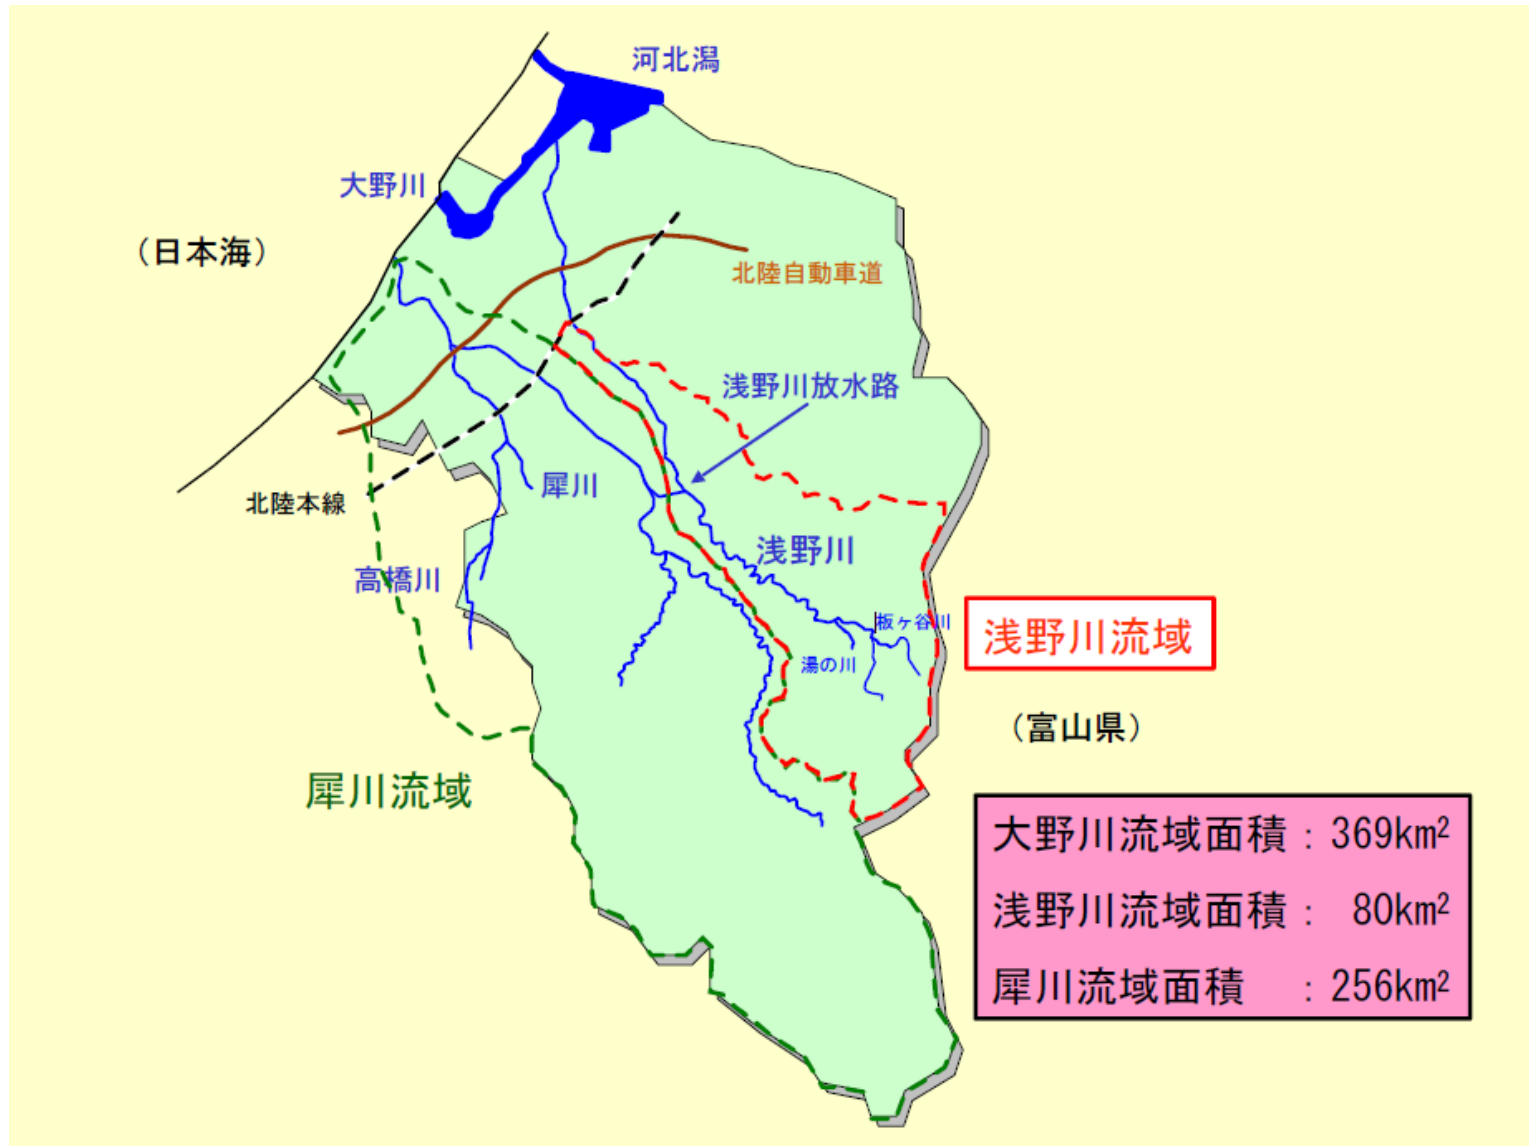 河北潟
大野川
（日本海）
北陸自動車道
浅野川放水路
犀川
北陸本線
浅野川
高橋川
板ヶ谷川
湯の川
浅野川流域
（富山県）
犀川流域
大野川流域面積：369km²
浅野川流域面積： 80km²
犀川流域面積 ：256km²